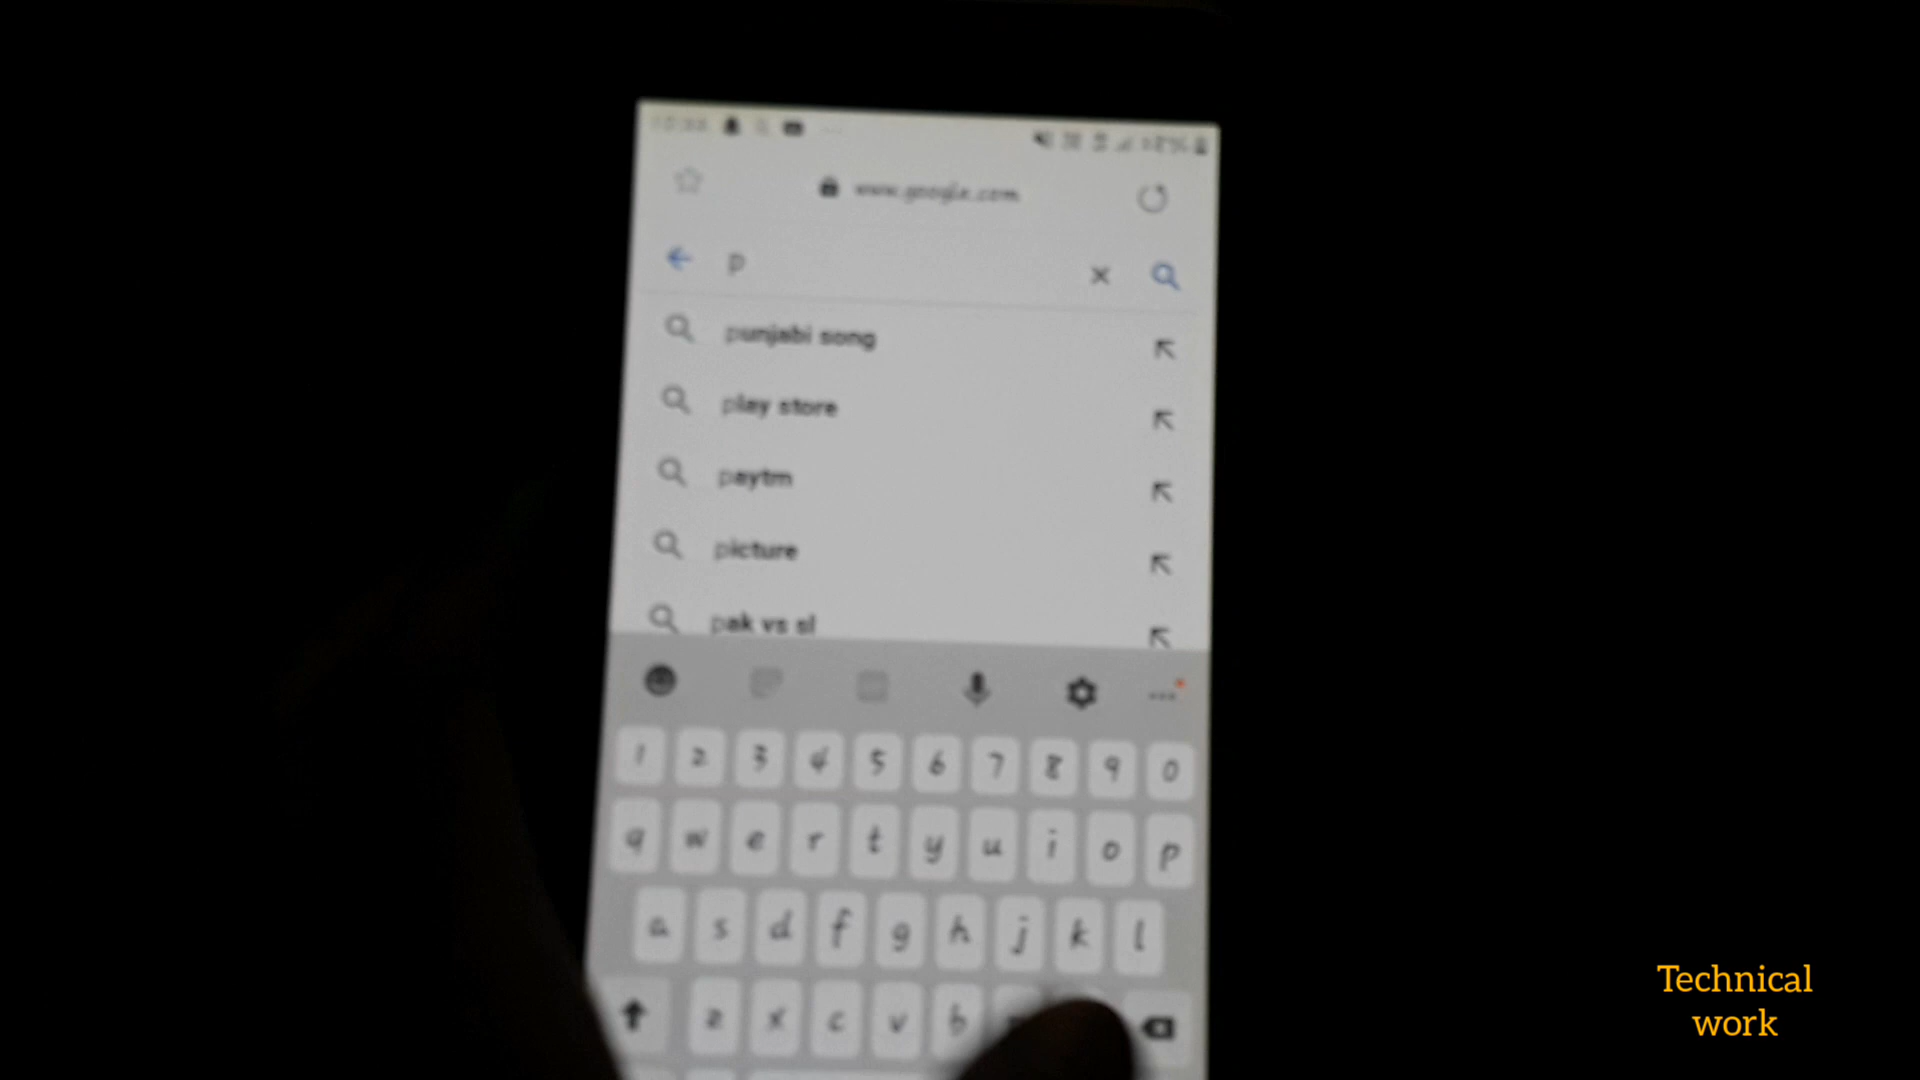 www.google.com
p
punjabi song
play store
paytm
picture
pak vs sl
1 2 3 4 5 6 7 8 9 0
q w e r t y u i o p
a s d f g h j k l
z x c v b
Technical
work